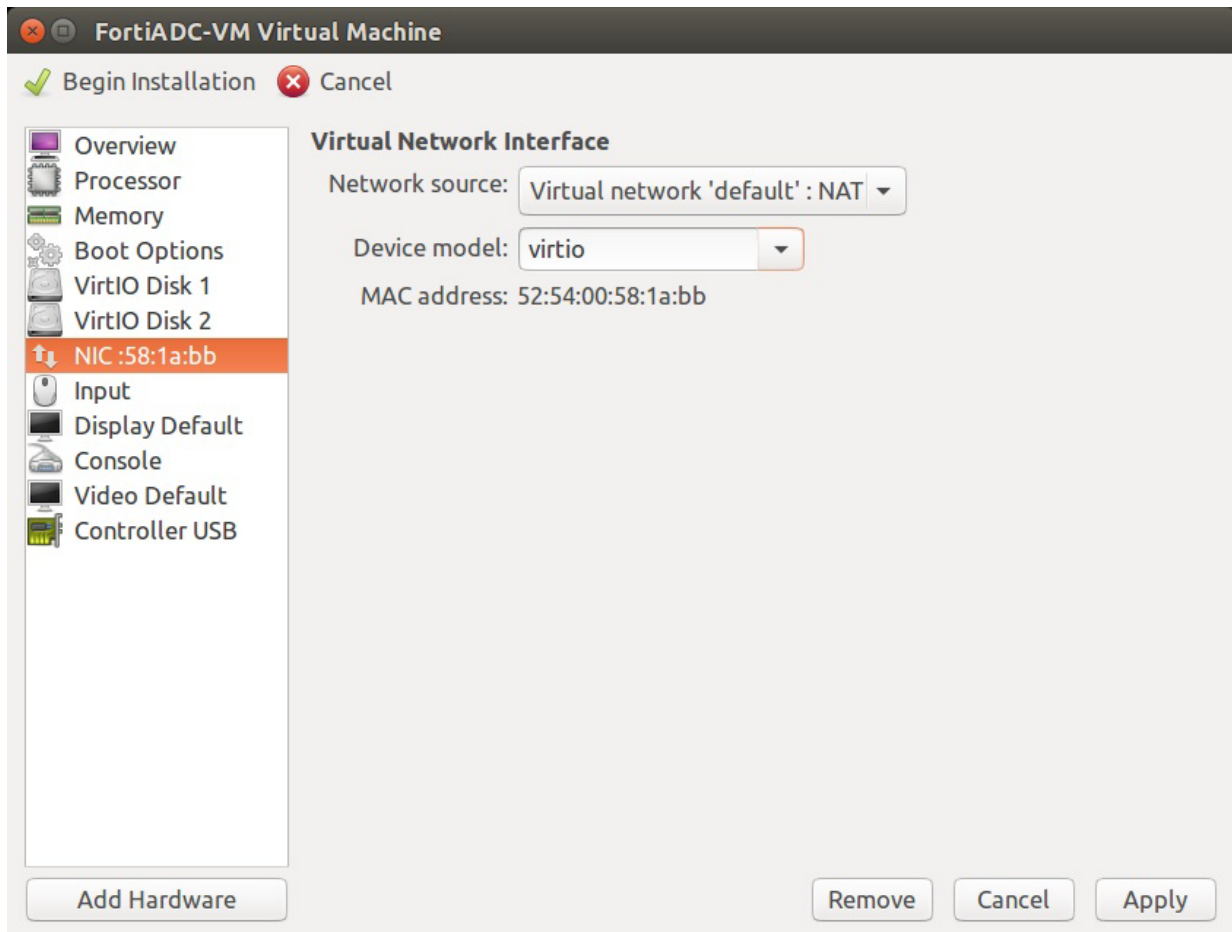 FortiADC-VM Virtual Machine
Begin Installation Cancel
Overview
Processor
Memory
Boot Options
VirtIO Disk 1
VirtIO Disk 2
NIC :58:1a:bb
Input
Display Default
Console
Video Default
Controller USB
Add Hardware
Virtual Network Interface
Network source: Virtual network 'default' : NAT
Device model: virtio
MAC address: 52:54:00:58:1a:bb
Remove Cancel Apply